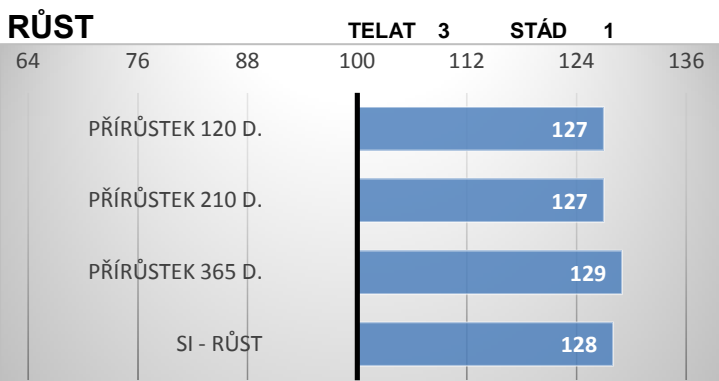 RŮST TELAT 3 STÁD 1
64 76 88 100 112 124 136
PŘÍRŮSTEK 120 D. 127
PŘÍRŮSTEK 210 D. 127
PŘÍRŮSTEK 365 D. 129
SI - RŮST 128